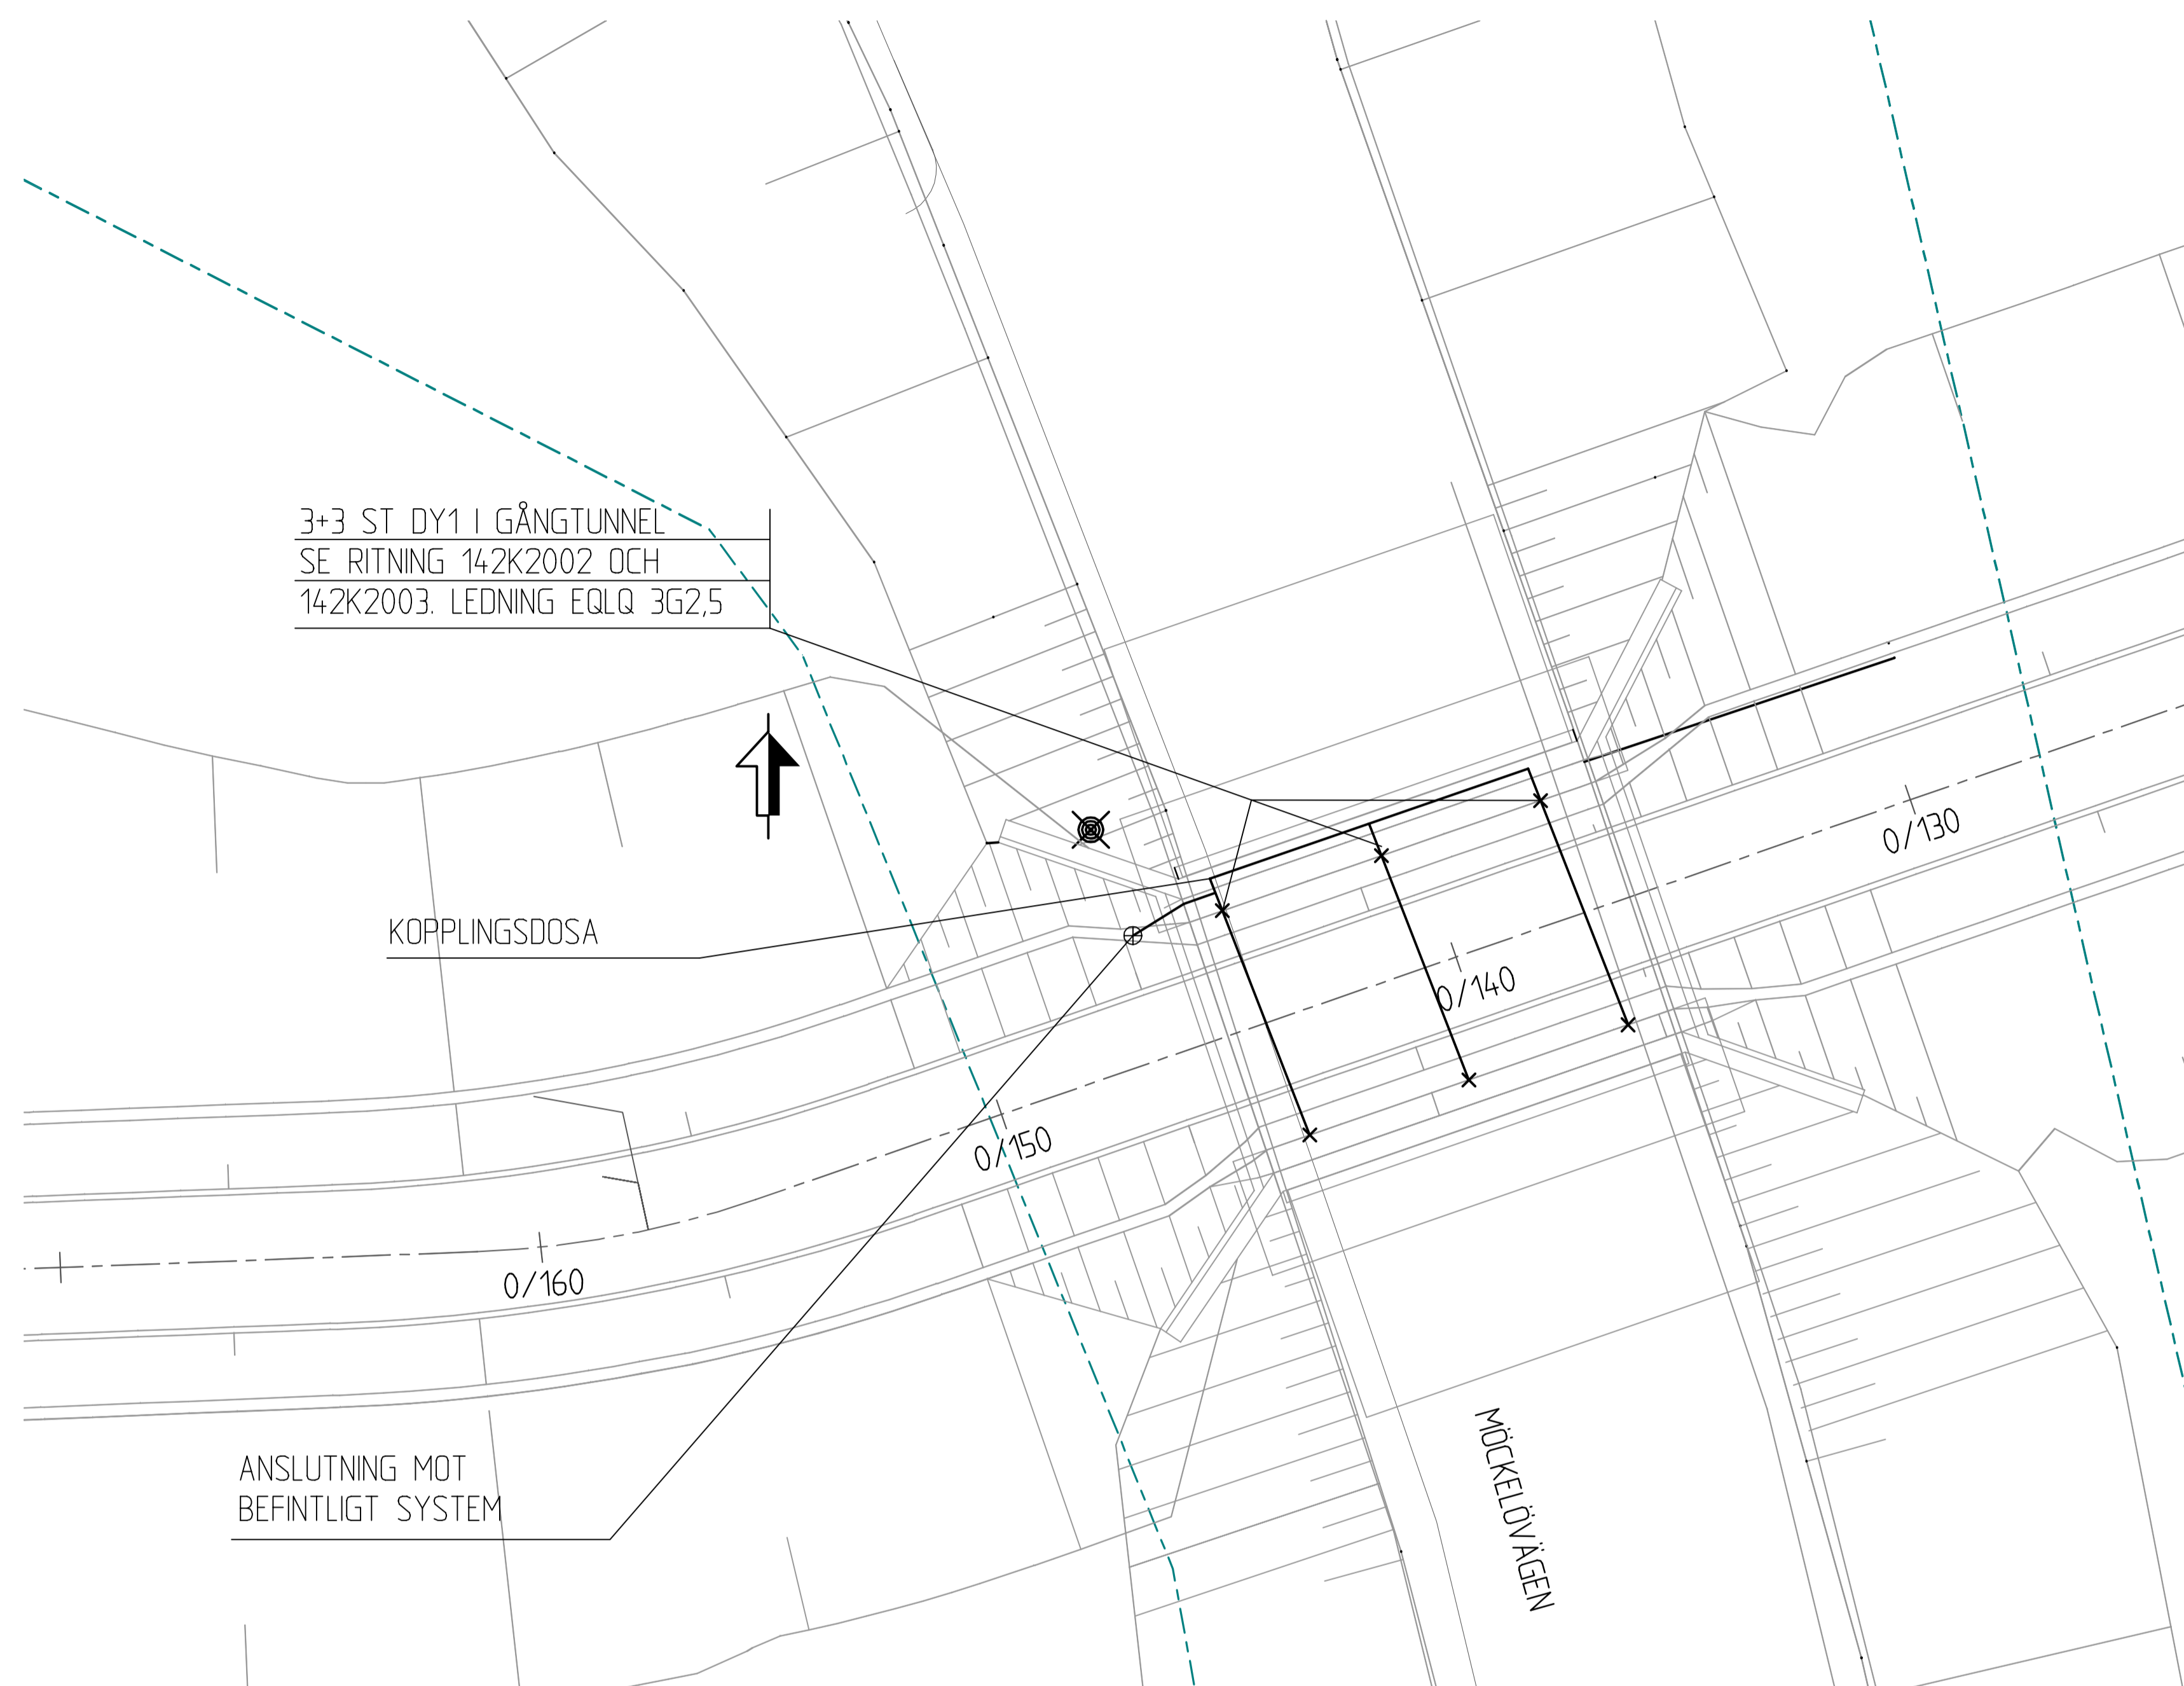 3+3 ST DY1 I GÅNGTUNNEL
SE RITNING 142K2002 OCH
142K2003. LEDNING EQLQ 3G2,5
0/130
KOPPLINGSDOSA
0/140
0/150
0/160
MÖCKELÖVÄGEN
ANSLUTNING MOT
BEFINTLIGT SYSTEM